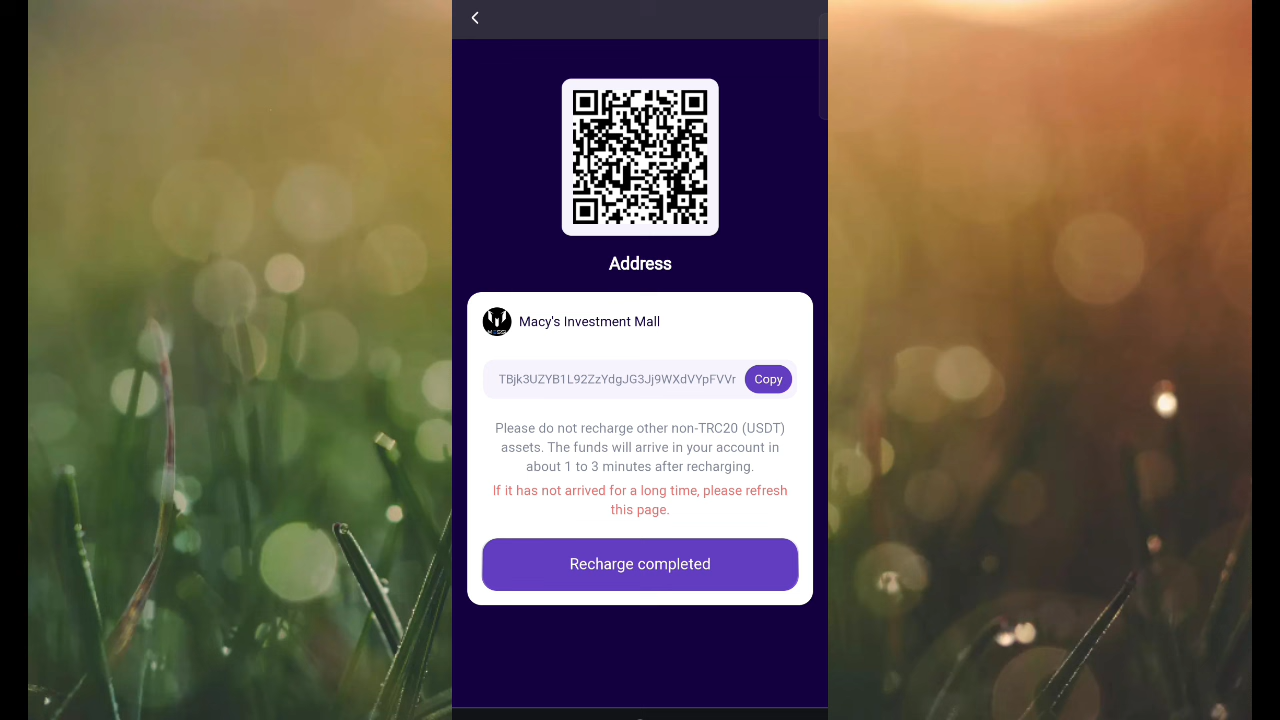 Address
Macy's Investment Mall
TBjk3UZYB1L92ZzYdgJG3Jj9WXdVYpFVVr
Copy
Please do not recharge other non-TRC20 (USDT)
assets. The funds will arrive in your account in
about 1 to 3 minutes after recharging.
If it has not arrived for a long time, please refresh
this page.
Recharge completed